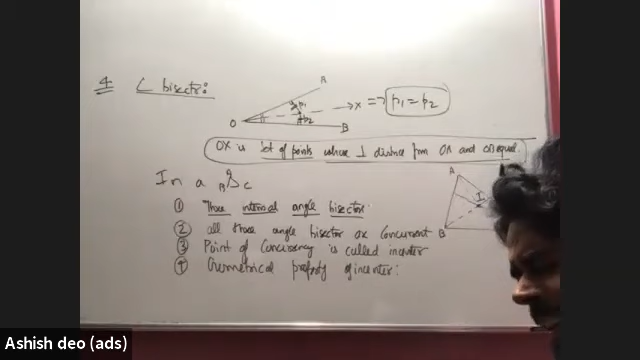 4 ∠ bisector:
A
O
B
p1
p2
→ x ⇒ p1 = p2
OX is lot of points where ⊥ distance from OA and OB equal.
In a BΔC
① Three internal angle bisector.
② all three angle bisector are concurrent
③ Point of Concurrency is called incenter
④ Geometrical property of incenter:
A
I
B
Ashish deo (ads)